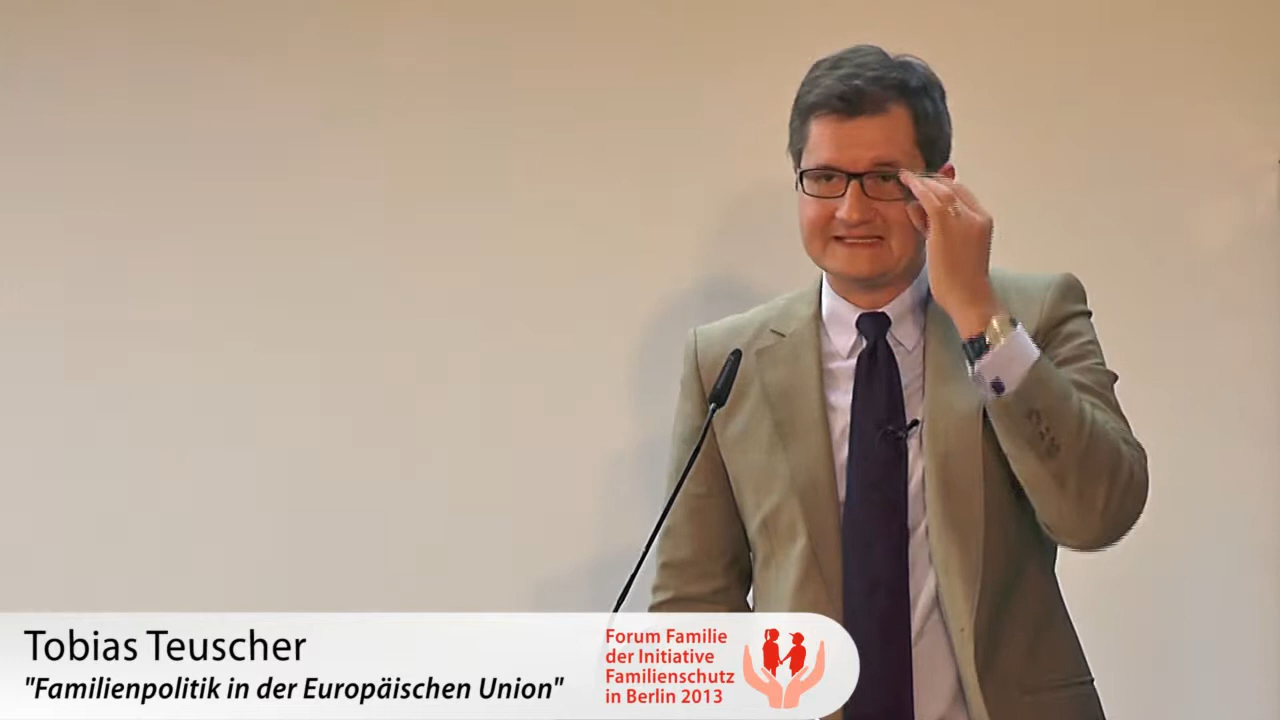 Tobias Teuscher
"Familienpolitik in der Europäischen Union"
Forum Familie
der Initiative
Familienschutz
in Berlin 2013